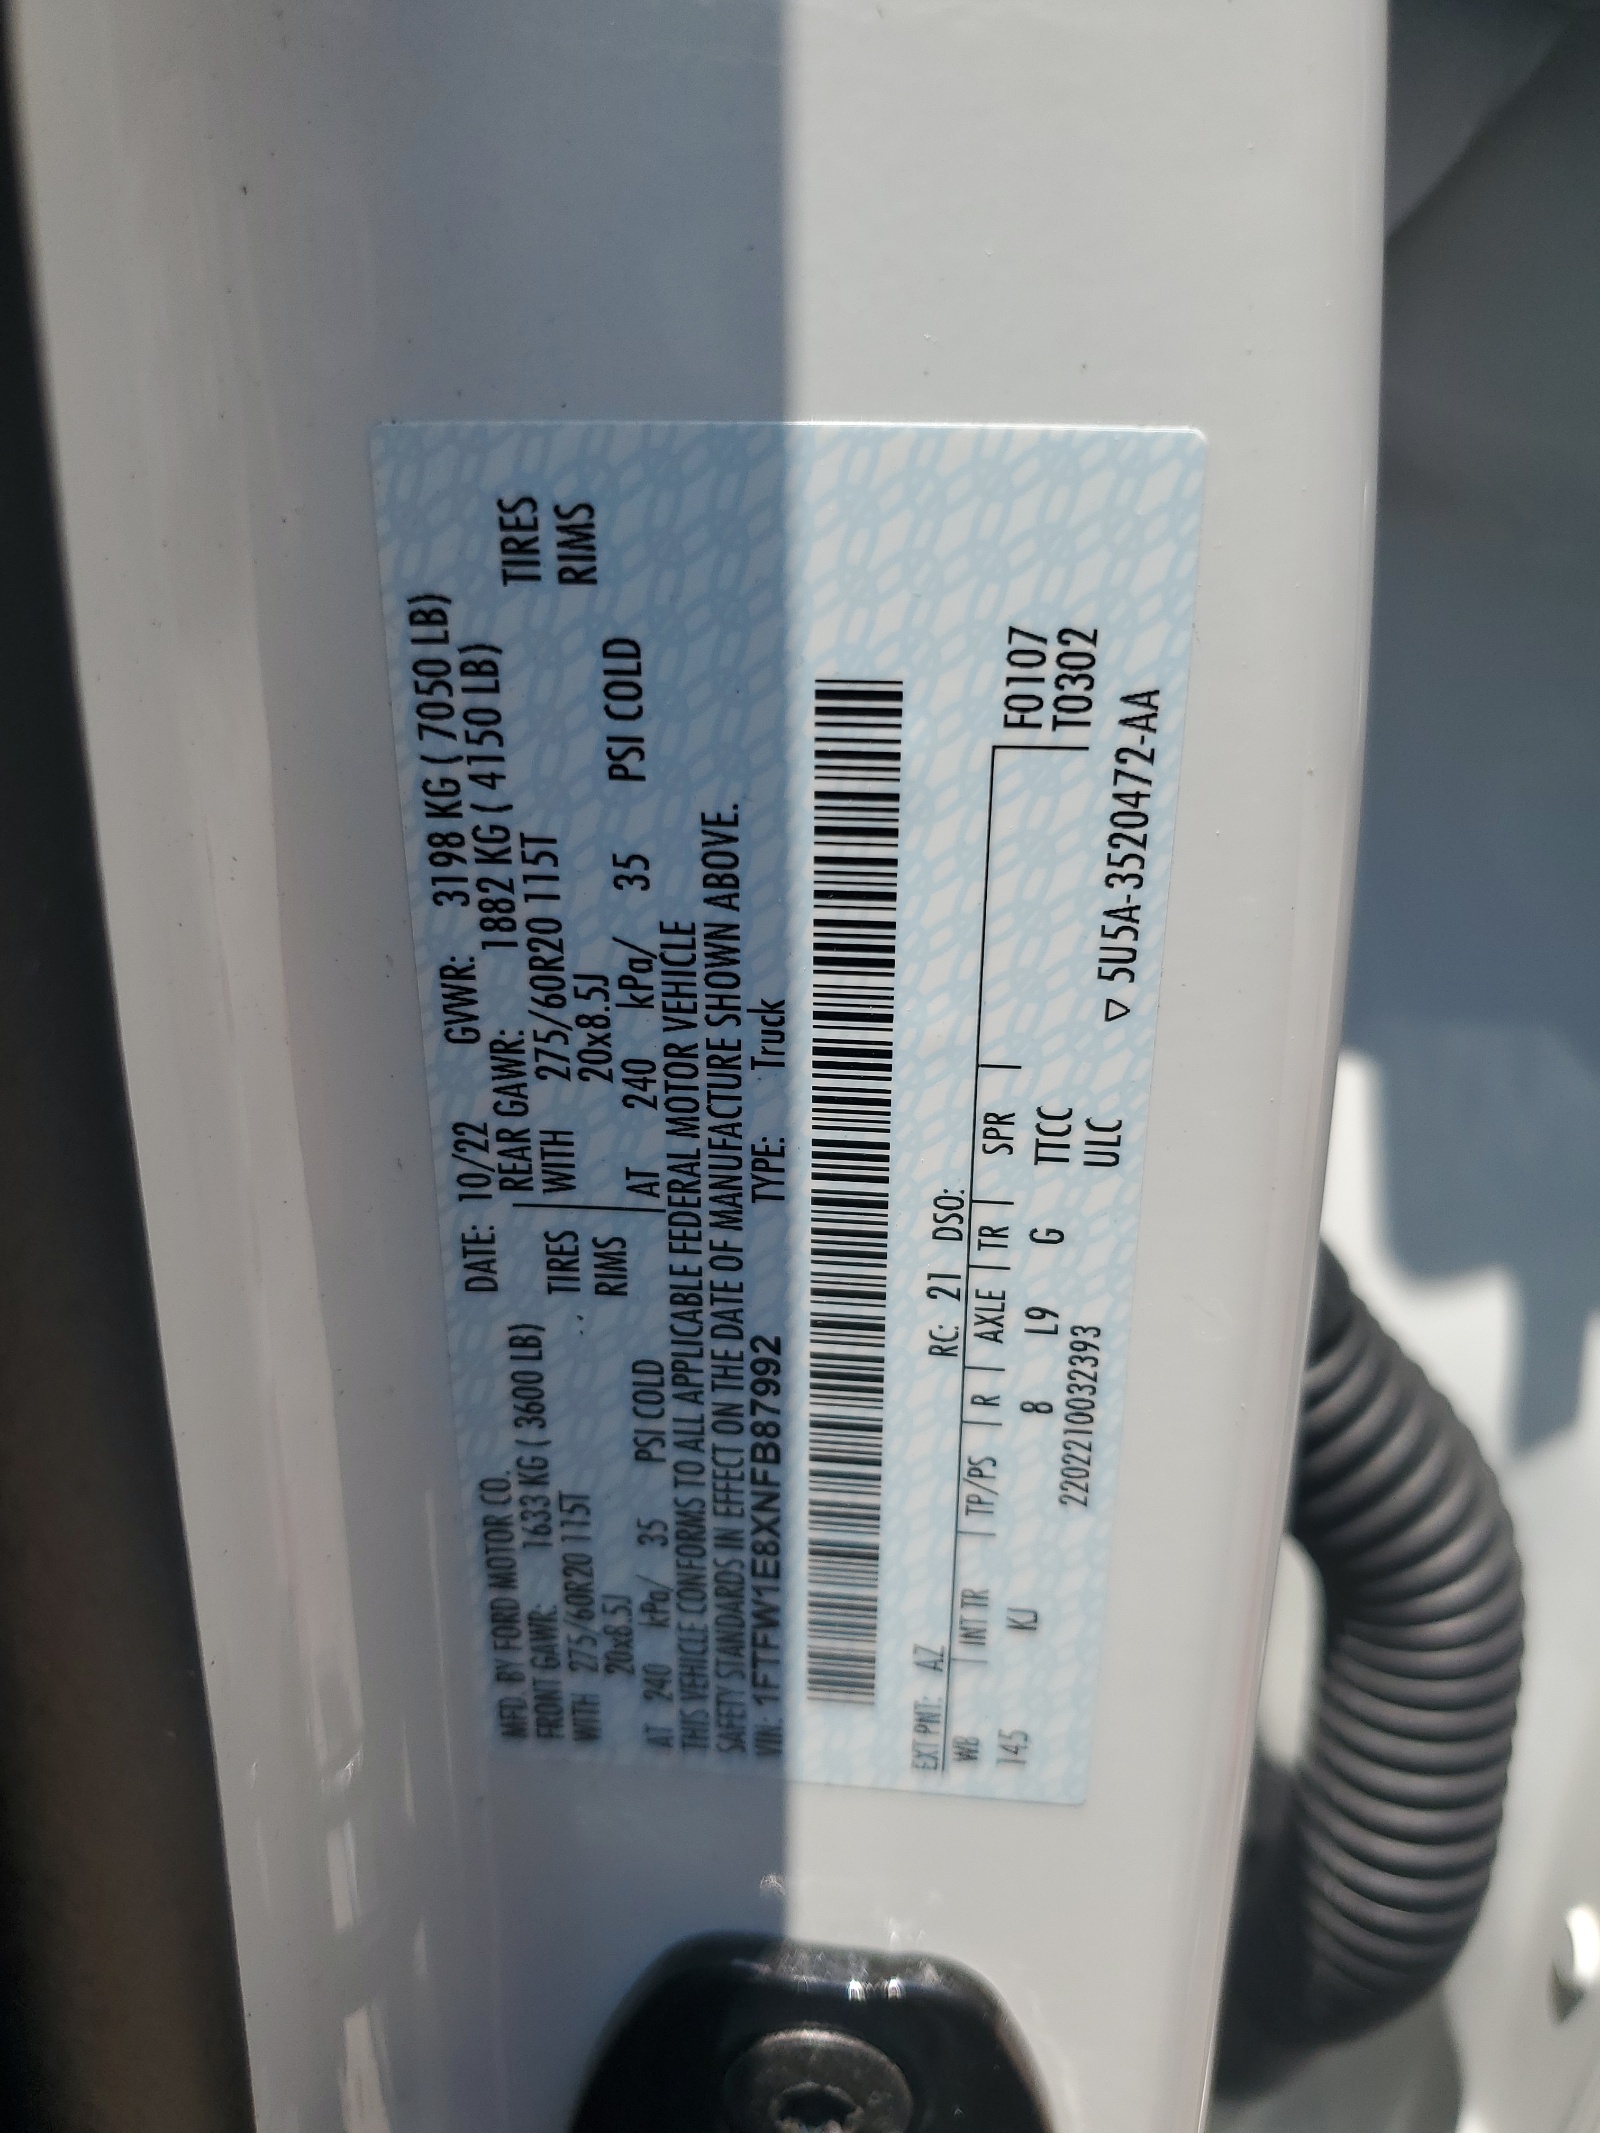 MFD. BY FORD MOTOR CO.
DATE: 10/22 GVWR: 3198 KG ( 7050 LB)
FRONT GAWR: 1633 KG ( 3600 LB) REAR GAWR: 1882 KG ( 4150 LB)
WITH 275/60R20 115T TIRES WITH 275/60R20 115T TIRES
20x8.5J RIMS 20x8.5J RIMS
AT 240 kPa/ 35 PSI COLD AT 240 kPa/ 35 PSI COLD
THIS VEHICLE CONFORMS TO ALL APPLICABLE FEDERAL MOTOR VEHICLE
SAFETY STANDARDS IN EFFECT ON THE DATE OF MANUFACTURE SHOWN ABOVE.
VIN: 1FTFW1E8XNFB87992 TYPE: Truck
EXT PNT: AZ RC: 21 DSO:
WB | INT TR | TP/PS | R | AXLE | TR | SPR | F0107
145 KJ 8 L9 G TTCC T0302
2202210032393 ULC
▽ 5U5A-3520472-AA